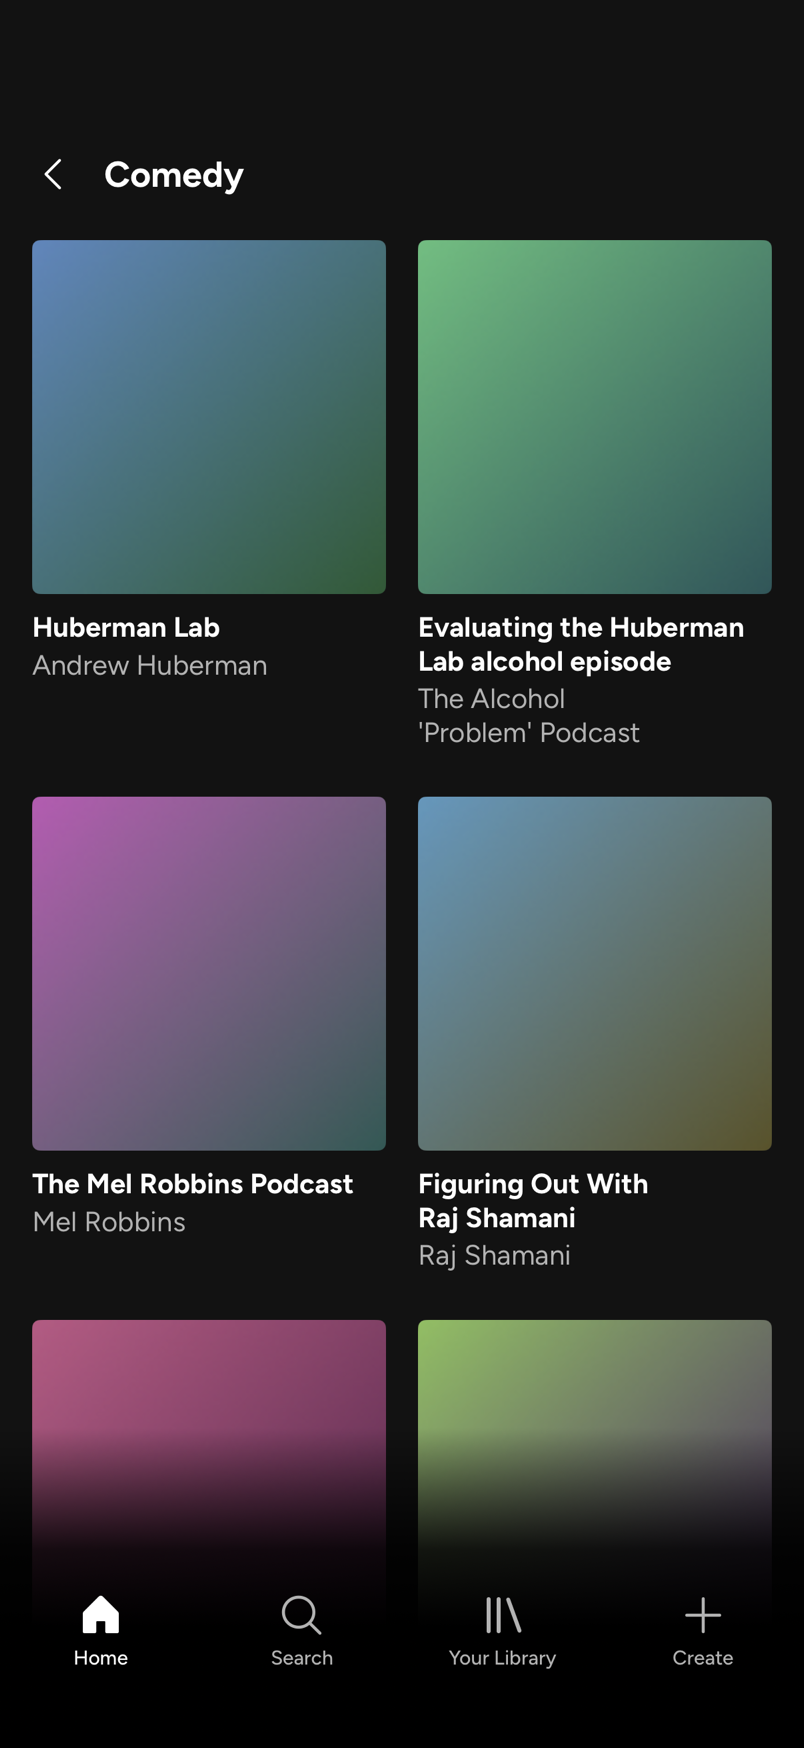 Comedy
Huberman Lab
Andrew Huberman
Evaluating the Huberman
Lab alcohol episode
The Alcohol
'Problem' Podcast
The Mel Robbins Podcast
Mel Robbins
Figuring Out With
Raj Shamani
Raj Shamani
Home
Search
Your Library
Create